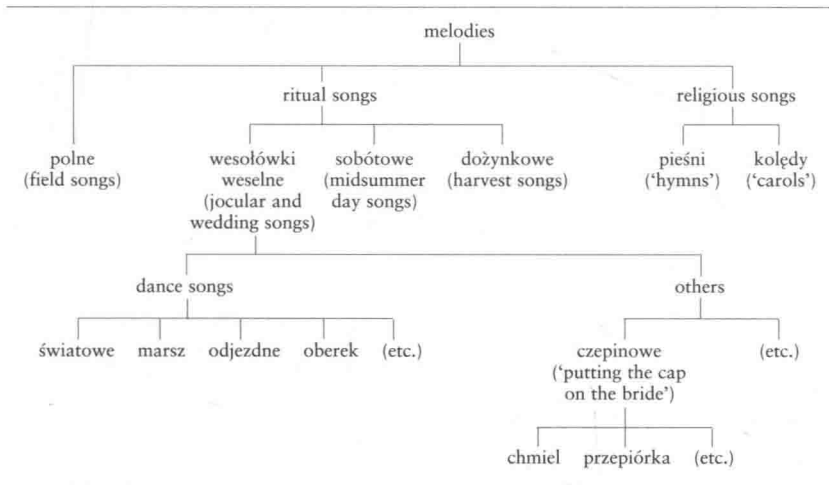 melodies
ritual songs
religious songs
polne
(field songs)
wesołówki
weselne
(jocular and
wedding songs)
sobótowe
(midsummer
day songs)
dożynkowe
(harvest songs)
pieśni
(‘hymns’)
kolędy
(‘carols’)
dance songs
others
światowe
marsz
odjezdne
oberek
(etc.)
czepinowe
(‘putting the cap
on the bride’)
(etc.)
chmiel
przepiórka
(etc.)